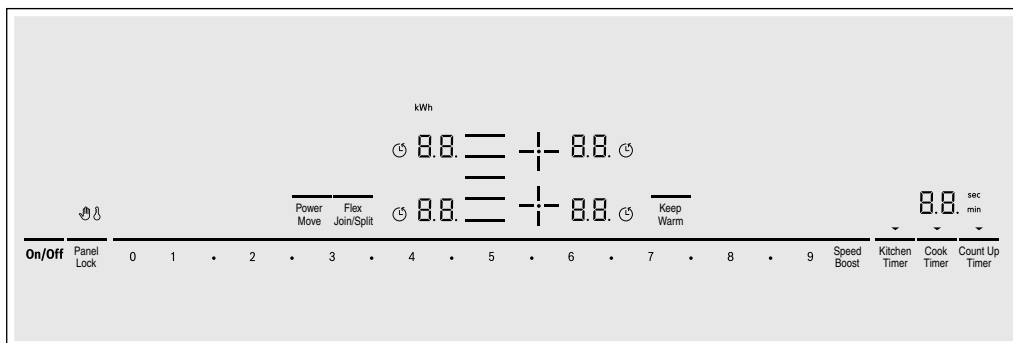 kWh
8.8. 8.8.
8.8. 8.8.
Power
Move
Flex
Join/Split
Keep
Warm
8.8. sec
min
On/Off
Panel
Lock
0 1 • 2 • 3 • 4 • 5 • 6 • 7 • 8 • 9
Speed
Boost
Kitchen
Timer
Cook
Timer
Count Up
Timer